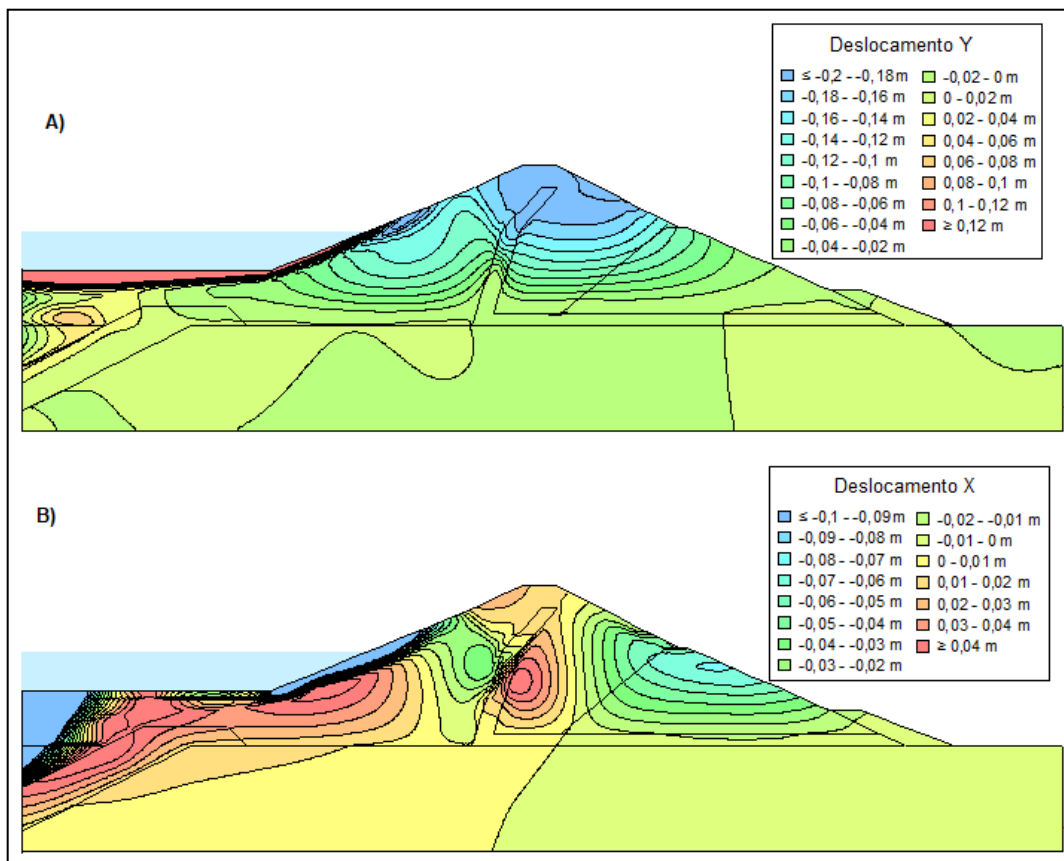 Deslocamento Y
≤ -0,2 - -0,18 m
-0,18 - -0,16 m
-0,16 - -0,14 m
-0,14 - -0,12 m
-0,12 - -0,1 m
-0,1 - -0,08 m
-0,08 - -0,06 m
-0,06 - -0,04 m
-0,04 - -0,02 m
-0,02 - 0 m
0 - 0,02 m
0,02 - 0,04 m
0,04 - 0,06 m
0,06 - 0,08 m
0,08 - 0,1 m
0,1 - 0,12 m
≥ 0,12 m
A)
Deslocamento X
≤ -0,1 - -0,09 m
-0,09 - -0,08 m
-0,08 - -0,07 m
-0,07 - -0,06 m
-0,06 - -0,05 m
-0,05 - -0,04 m
-0,04 - -0,03 m
-0,03 - -0,02 m
-0,02 - -0,01 m
-0,01 - 0 m
0 - 0,01 m
0,01 - 0,02 m
0,02 - 0,03 m
0,03 - 0,04 m
≥ 0,04 m
B)